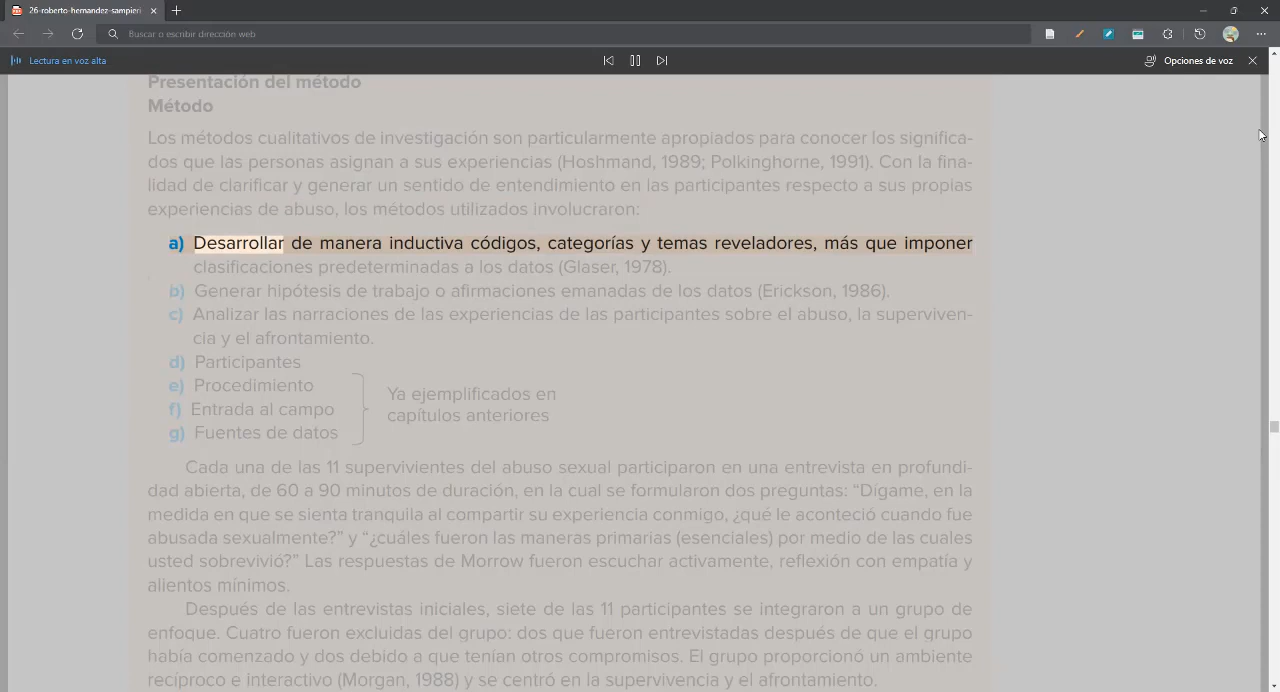 26-roberto-hernandez-sampieri
Buscar o escribir dirección web
Lectura en voz alta
Opciones de voz
Presentación del método
Método
Los métodos cualitativos de investigación son particularmente apropiados para conocer los significa-
dos que las personas asignan a sus experiencias (Hoshmand, 1989; Polkinghorne, 1991). Con la fina-
lidad de clarificar y generar un sentido de entendimiento en las participantes respecto a sus propias
experiencias de abuso, los métodos utilizados involucraron:
a) Desarrollar de manera inductiva códigos, categorías y temas reveladores, más que imponer
clasificaciones predeterminadas a los datos (Glaser, 1978).
b) Generar hipótesis de trabajo o afirmaciones emanadas de los datos (Erickson, 1986).
c) Analizar las narraciones de las experiencias de las participantes sobre el abuso, la superviven-
cia y el afrontamiento.
d) Participantes
e) Procedimiento
f) Entrada al campo
g) Fuentes de datos
Ya ejemplificados en
capítulos anteriores
Cada una de las 11 supervivientes del abuso sexual participaron en una entrevista en profundi-
dad abierta, de 60 a 90 minutos de duración, en la cual se formularon dos preguntas: “Dígame, en la
medida en que se sienta tranquila al compartir su experiencia conmigo, ¿qué le aconteció cuando fue
abusada sexualmente?” y “¿cuáles fueron las maneras primarias (esenciales) por medio de las cuales
usted sobrevivió?” Las respuestas de Morrow fueron escuchar activamente, reflexión con empatía y
alientos mínimos.
Después de las entrevistas iniciales, siete de las 11 participantes se integraron a un grupo de
enfoque. Cuatro fueron excluidas del grupo: dos que fueron entrevistadas después de que el grupo
había comenzado y dos debido a que tenían otros compromisos. El grupo proporcionó un ambiente
recíproco e interactivo (Morgan, 1988) y se centró en la supervivencia y el afrontamiento.